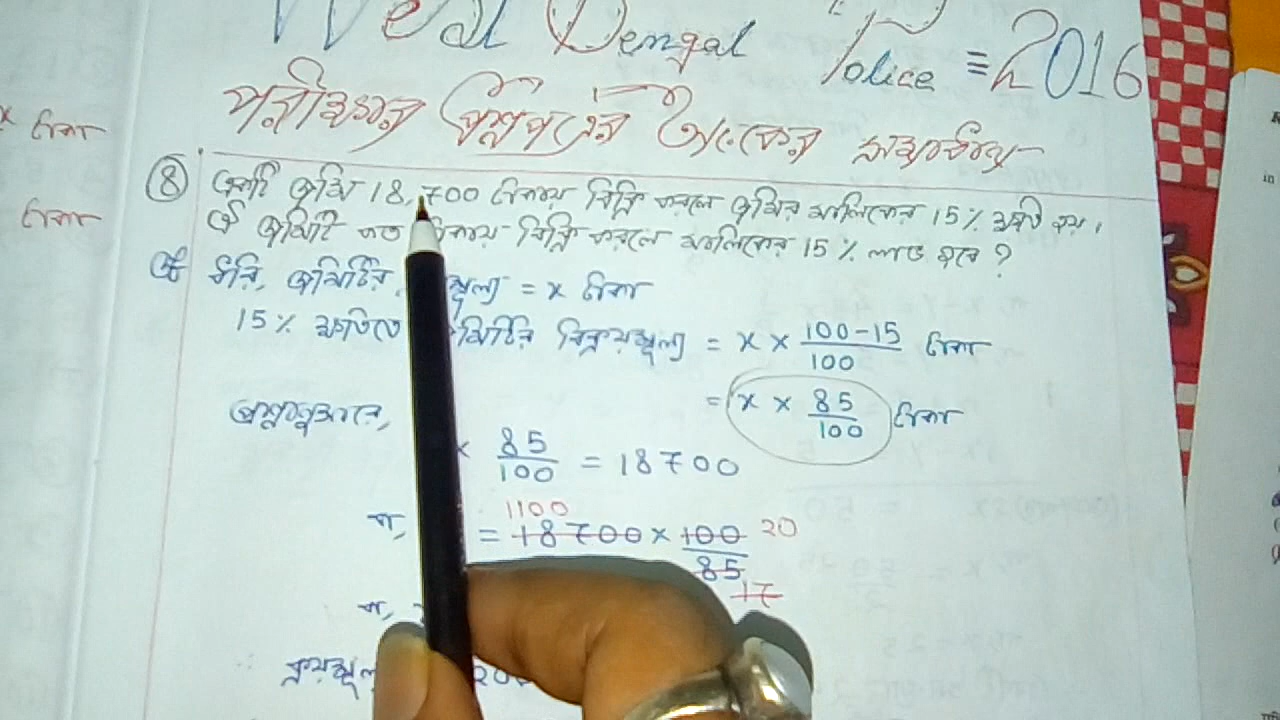 West Bengal Police = 2016
পরীক্ষার প্রশ্নপত্রের অংকের সমাধান
x টাকা
টাকা
৪ একটি জমি 18,700 টাকায় বিক্রি করলে জমির মালিকের 15% ক্ষতি হয়।
ঐ জমিটি কত টাকায় বিক্রি করলে মালিকের 15% লাভ হবে ?
ধরি, জমিটির মূল্য = x টাকা
15% ক্ষতিতে জমিটির বিক্রয়মূল্য = x × 100-15/100 টাকা
= x × 85/100 টাকা
প্রশ্নানুসারে,
× 85/100 = 18700
1100
বা, = 18700 × 100/85 20
17
বা,
ক্রয়মূল্য